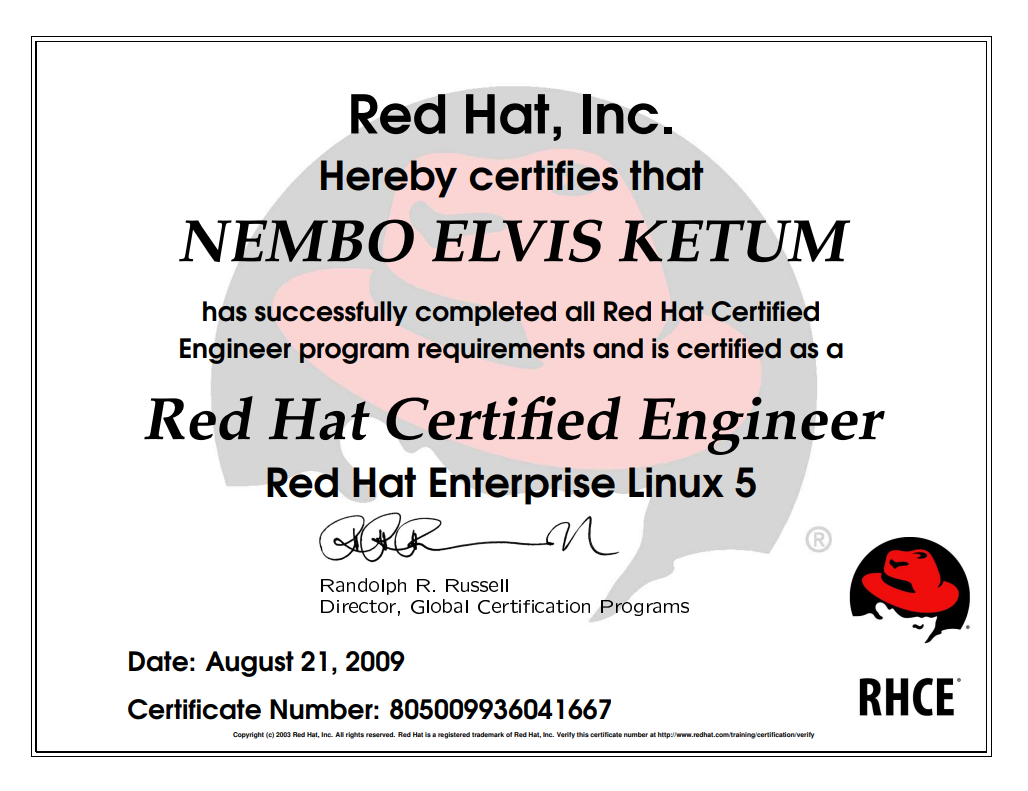 Red Hat, Inc.
Hereby certifies that
NEMBO ELVIS KETUM
has successfully completed all Red Hat Certified
Engineer program requirements and is certified as a
Red Hat Certified Engineer
Red Hat Enterprise Linux 5
®
Randolph R. Russell
Director, Global Certification Programs
Date: August 21, 2009
Certificate Number: 805009936041667
RHCE
Copyright (c) 2003 Red Hat, Inc. All rights reserved. Red Hat is a registered trademark of Red Hat, Inc. Verify this certificate number at http://www.redhat.com/training/certification/verify